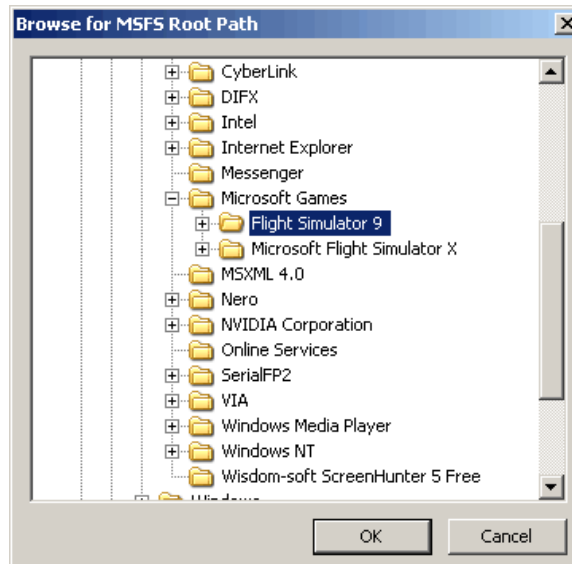 Browse for MSFS Root Path
CyberLink
DIFX
Intel
Internet Explorer
Messenger
Microsoft Games
Flight Simulator 9
Microsoft Flight Simulator X
MSXML 4.0
Nero
NVIDIA Corporation
Online Services
SerialFP2
VIA
Windows Media Player
Windows NT
Wisdom-soft ScreenHunter 5 Free
OK Cancel